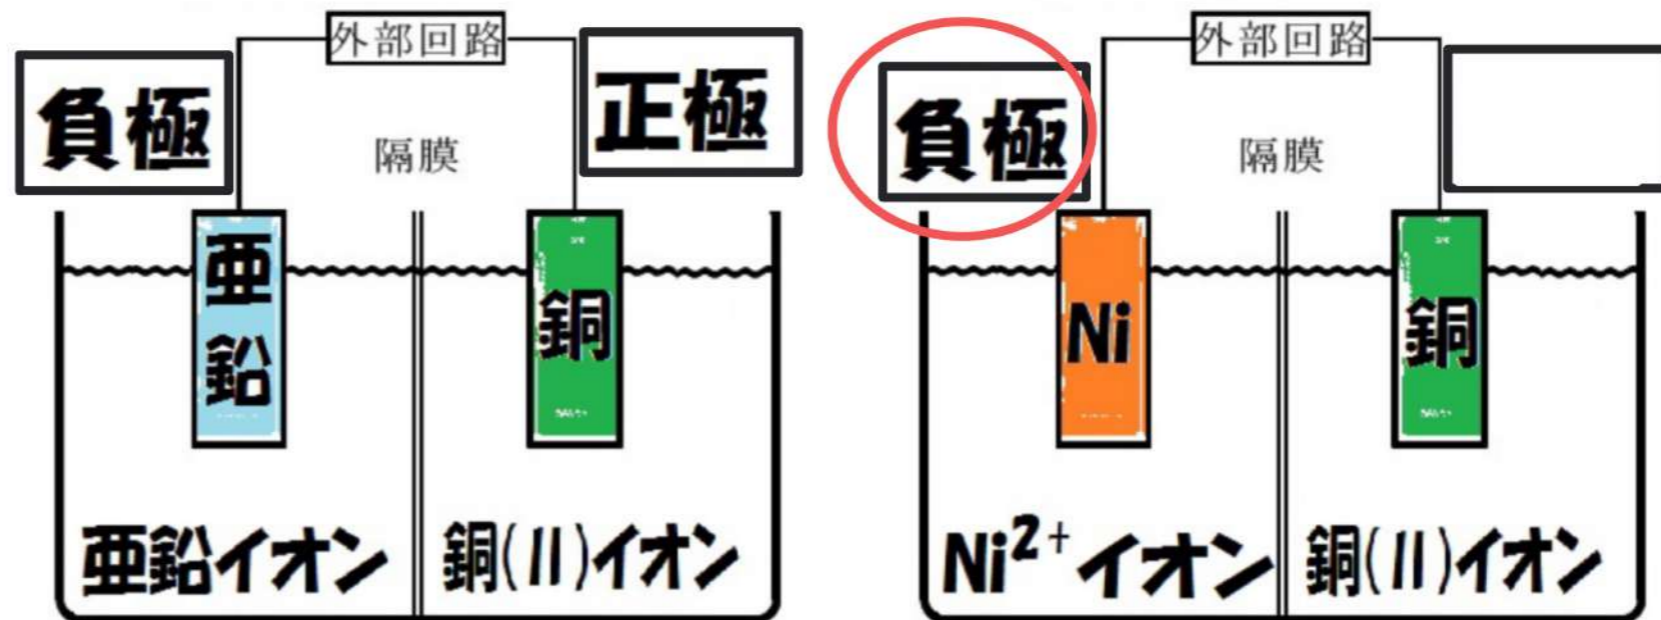 外部回路
負極
正極
隔膜
亜鉛
銅
亜鉛イオン
銅(II)イオン
外部回路
負極
隔膜
Ni
銅
Ni²⁺イオン
銅(II)イオン